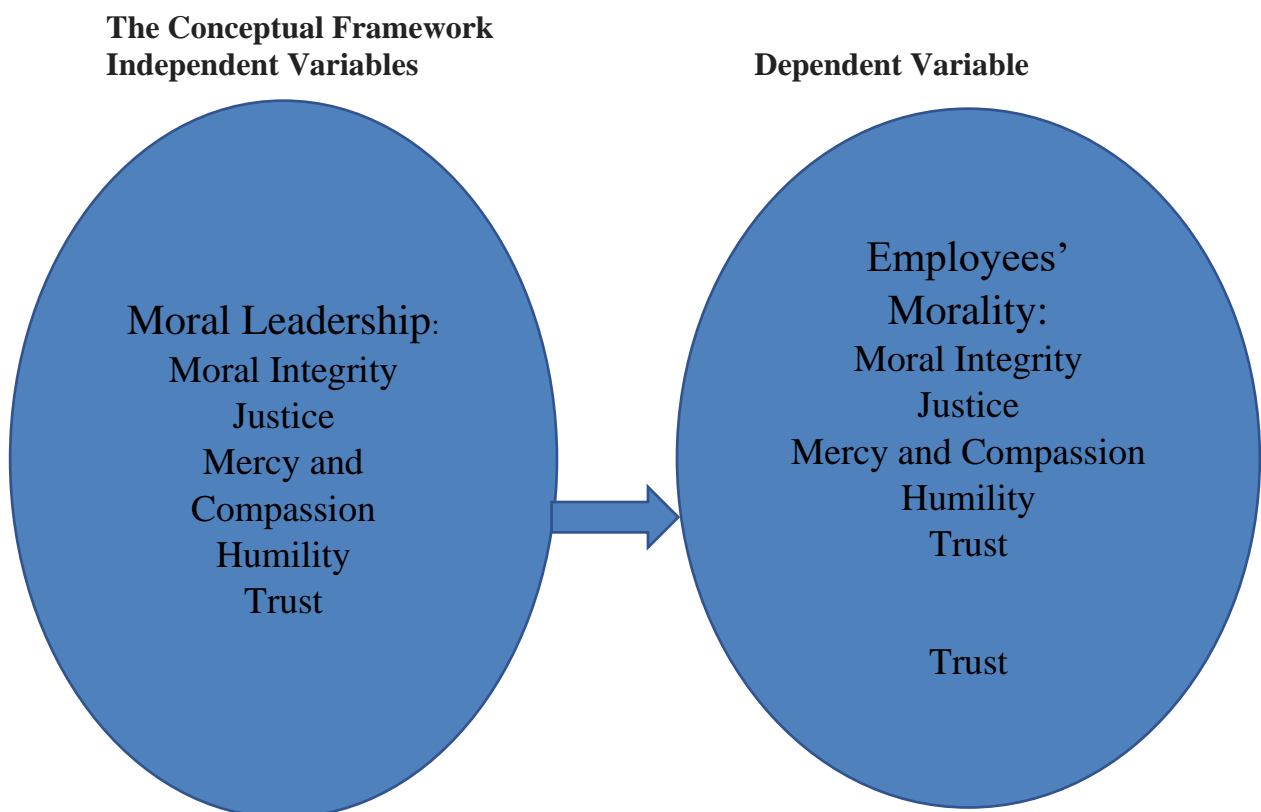 The Conceptual Framework
Independent Variables
Dependent Variable
Moral Leadership:
Moral Integrity
Justice
Mercy and
Compassion
Humility
Trust
Employees’
Morality:
Moral Integrity
Justice
Mercy and Compassion
Humility
Trust
Trust